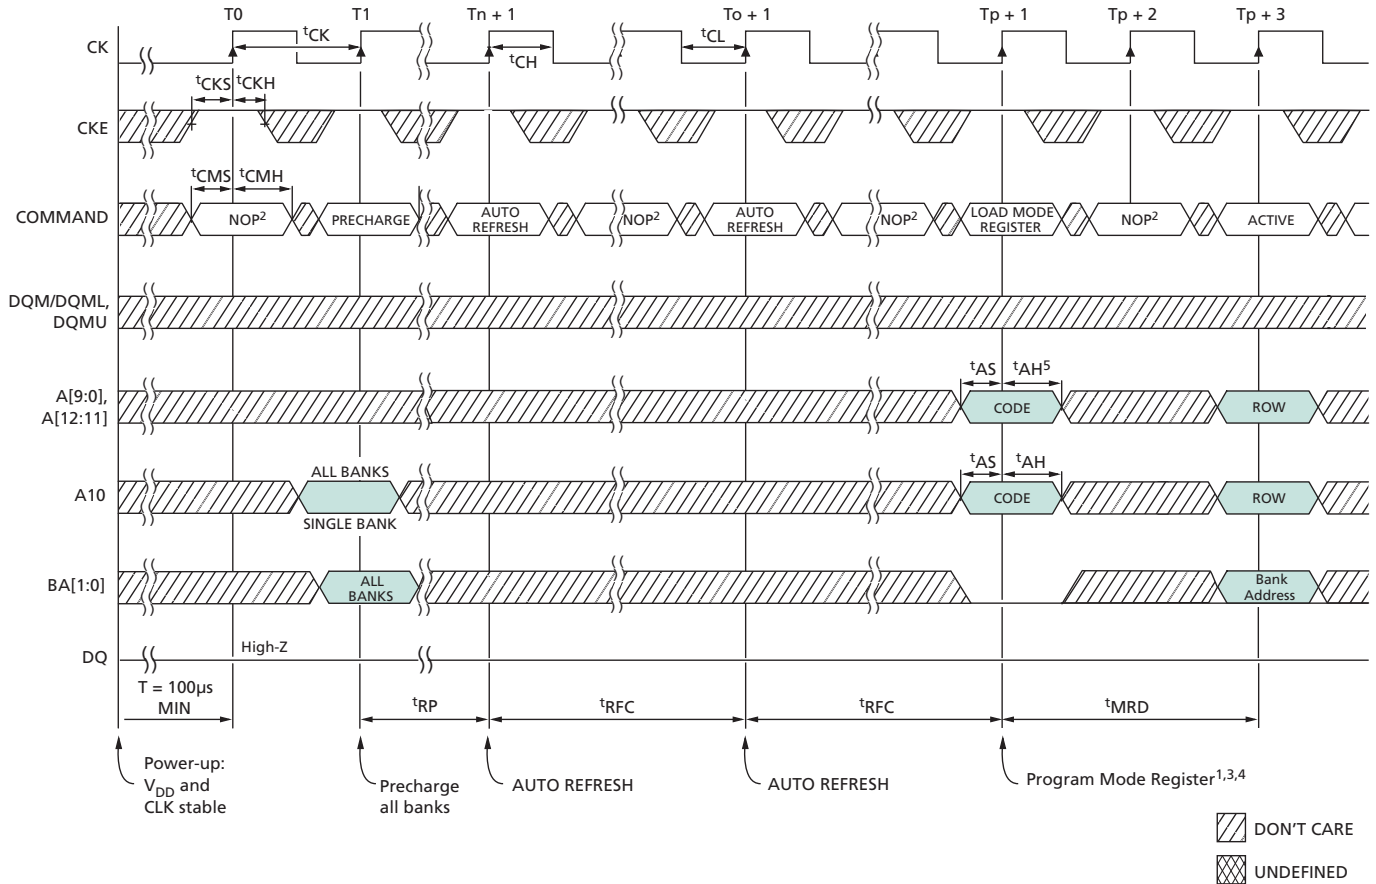 T0 T1 Tn + 1 To + 1 Tp + 1 Tp + 2 Tp + 3
CK tCK tCH tCL
tCKS tCKH
CKE
tCMS tCMH
COMMAND NOP2 PRECHARGE AUTO REFRESH NOP2 AUTO REFRESH NOP2 LOAD MODE REGISTER NOP2 ACTIVE
DQM/DQML,
DQMU
tAS tAH5
A[9:0],
A[12:11] CODE ROW
ALL BANKS tAS tAH
A10 CODE ROW
SINGLE BANK
BA[1:0] ALL BANKS Bank Address
High-Z
DQ
T = 100µs
MIN tRP tRFC tRFC tMRD
Power-up:
VDD and
CLK stable
Precharge
all banks
AUTO REFRESH
AUTO REFRESH
Program Mode Register1,3,4
DON'T CARE
UNDEFINED